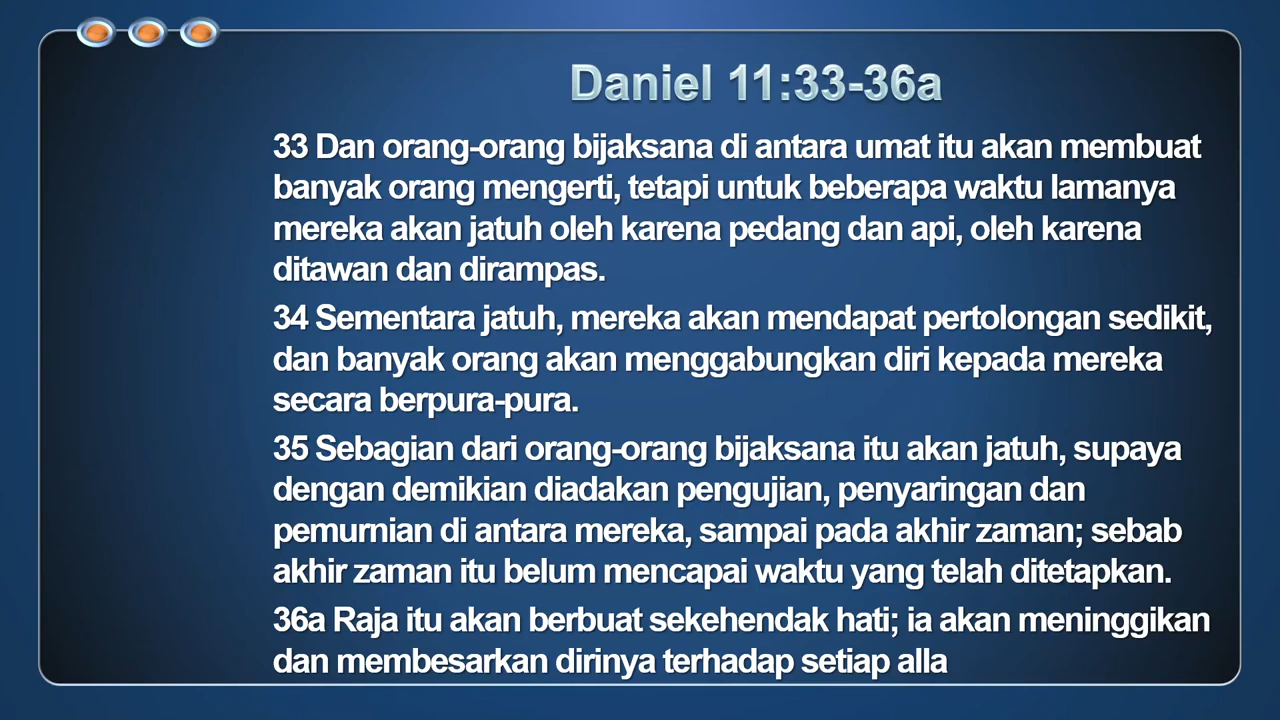 Daniel 11:33-36a
33 Dan orang-orang bijaksana di antara umat itu akan membuat
banyak orang mengerti, tetapi untuk beberapa waktu lamanya
mereka akan jatuh oleh karena pedang dan api, oleh karena
ditawan dan dirampas.
34 Sementara jatuh, mereka akan mendapat pertolongan sedikit,
dan banyak orang akan menggabungkan diri kepada mereka
secara berpura-pura.
35 Sebagian dari orang-orang bijaksana itu akan jatuh, supaya
dengan demikian diadakan pengujian, penyaringan dan
pemurnian di antara mereka, sampai pada akhir zaman; sebab
akhir zaman itu belum mencapai waktu yang telah ditetapkan.
36a Raja itu akan berbuat sekehendak hati; ia akan meninggikan
dan membesarkan dirinya terhadap setiap alla